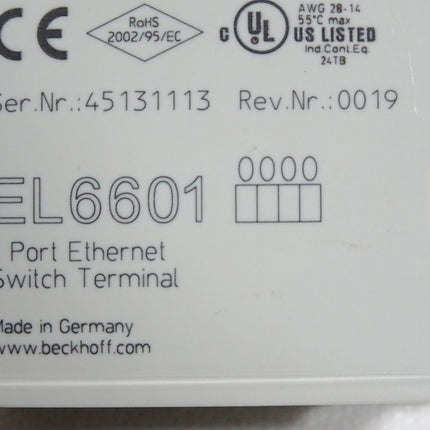 CE
RoHS
2002/95/EC
C UL US LISTED
AWG 28-14
55°C max
Ind.Cont.Eq.
24TB
Ser.Nr.:45131113 Rev.Nr.:0019
EL6601
Port Ethernet
Switch Terminal
Made in Germany
www.beckhoff.com